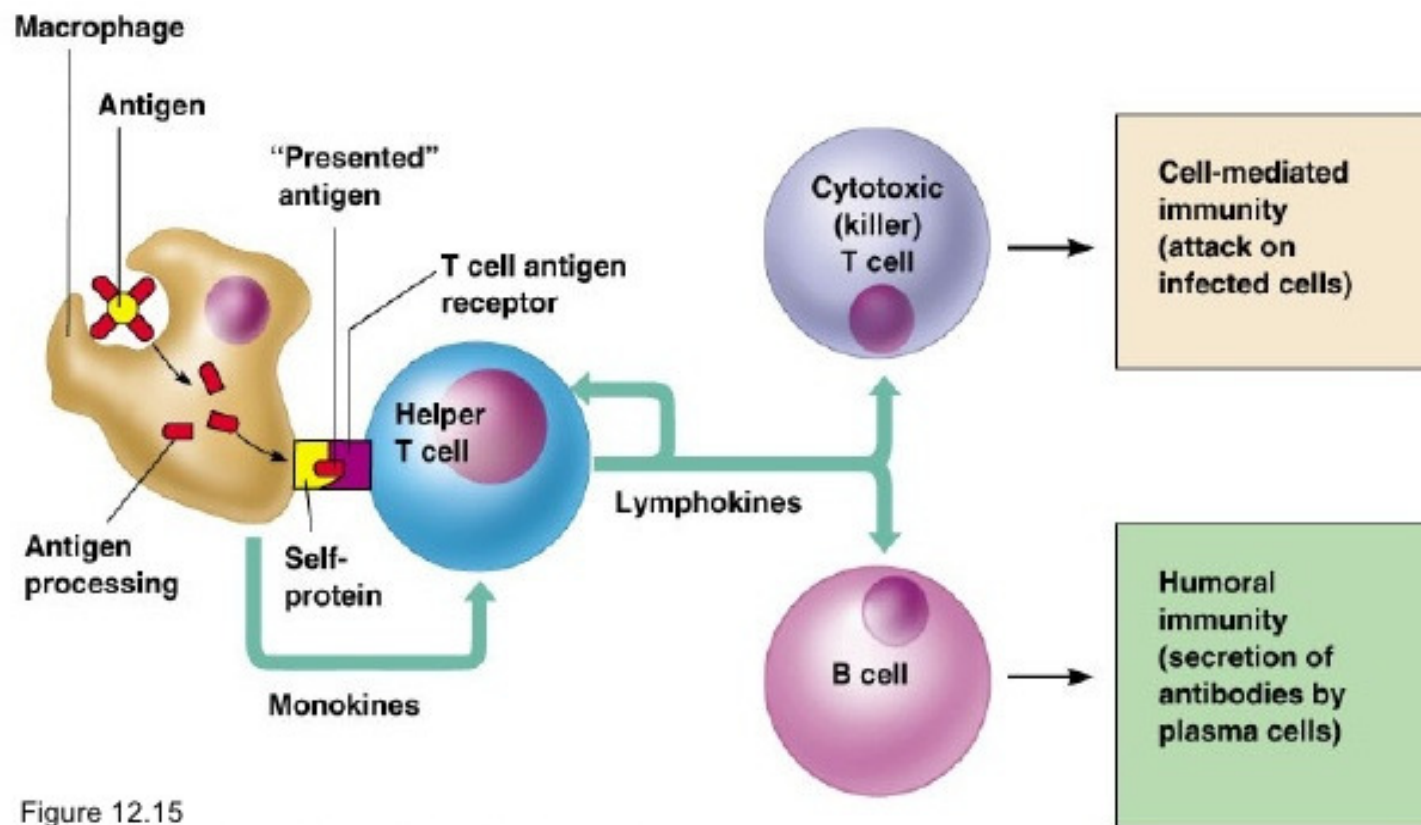 Macrophage
Antigen
“Presented”
antigen
T cell antigen
receptor
Helper
T cell
Antigen
processing
Self-
protein
Monokines
Lymphokines
Cytotoxic
(killer)
T cell
Cell-mediated
immunity
(attack on
infected cells)
B cell
Humoral
immunity
(secretion of
antibodies by
plasma cells)
Figure 12.15